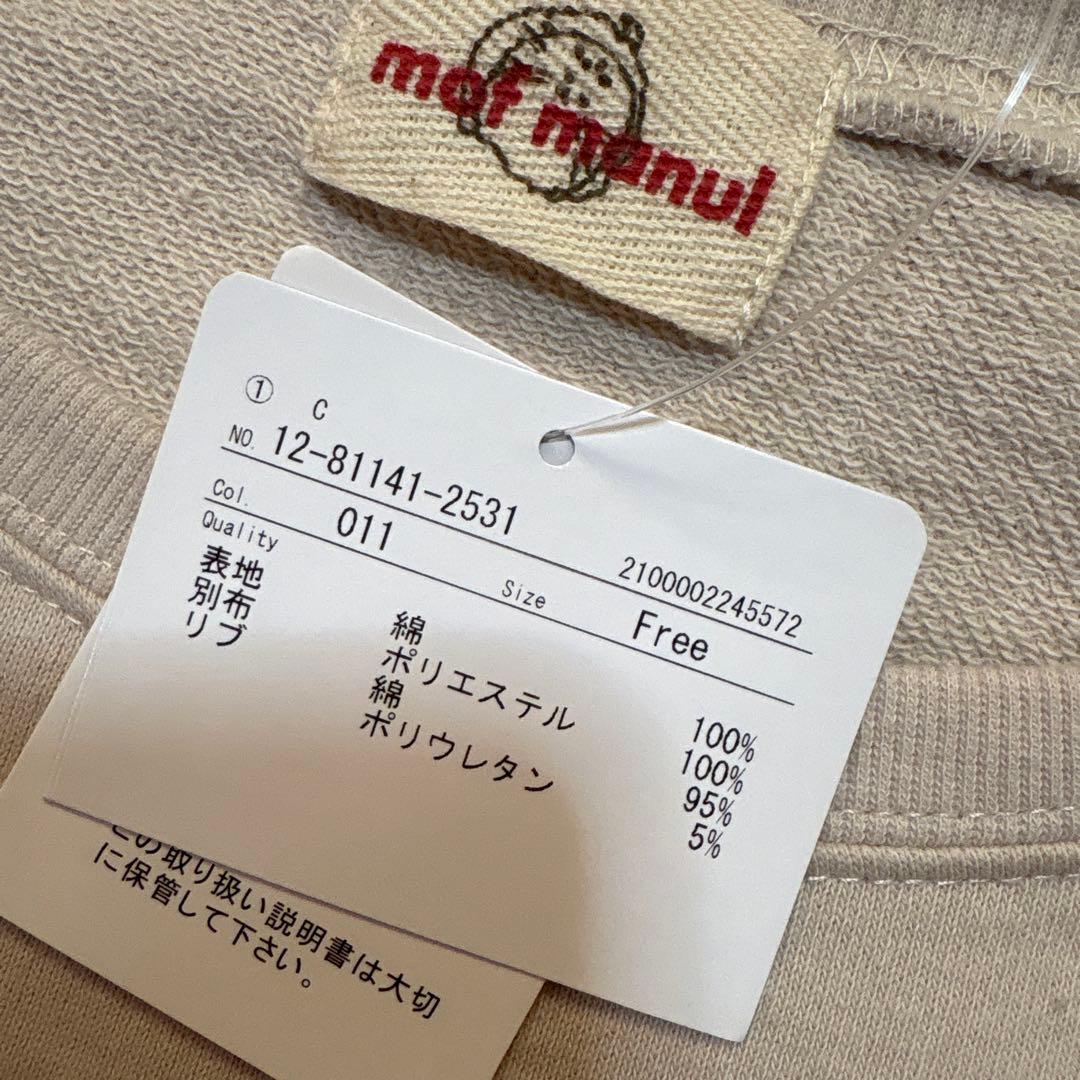 mof manul
① C
NO. 12-81141-2531
2100002245572
Col. 011 Size Free
Quality
表地 綿 100%
別布 ポリエステル 100%
リブ 綿 95%
ポリウレタン 5%
この取り扱い説明書は大切
に保管して下さい。